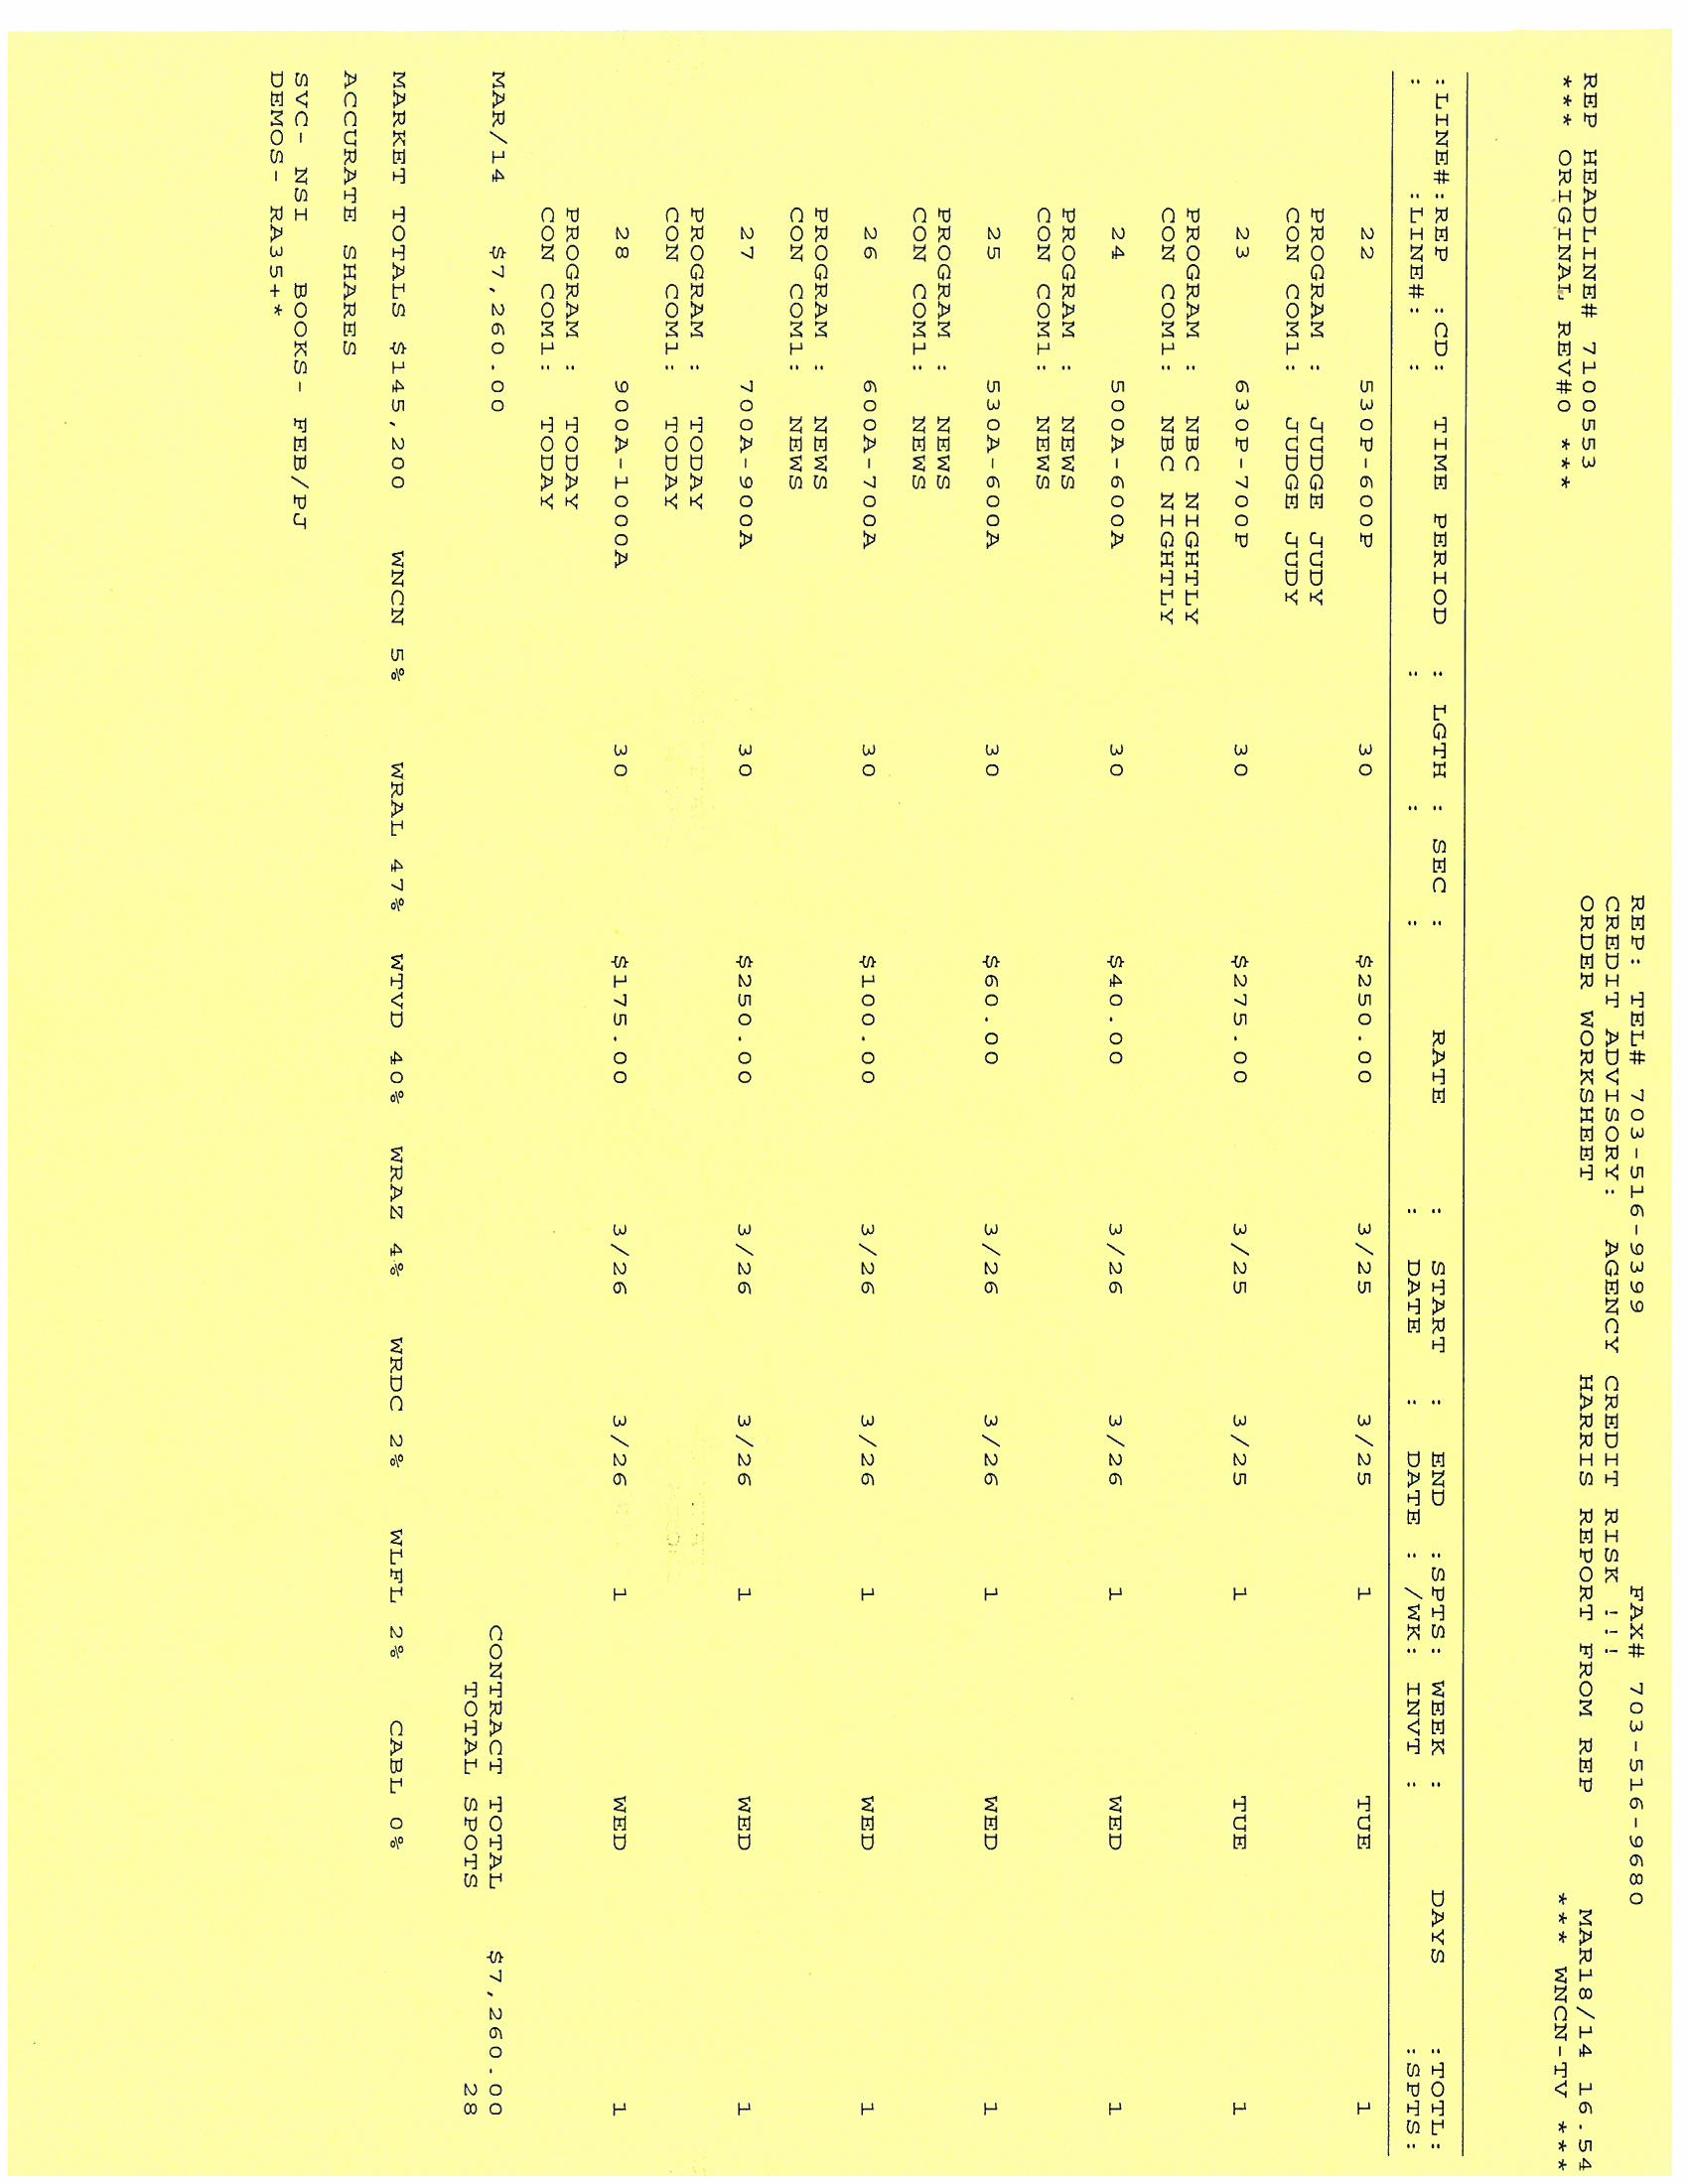 REP: TEL# 703-516-9399 FAX# 703-516-9680
CREDIT ADVISORY: AGENCY CREDIT RISK !!!
REP HEADLINE# 7100553 ORDER WORKSHEET HARRIS REPORT FROM REP MAR18/14 16.54
*** ORIGINAL REV#0 *** *** WNCN-TV ***
:LINE#:REP :CD: TIME PERIOD : LGTH : SEC : RATE : START : END :SPTS: WEEK : DAYS :TOTL:
: :LINE#: : : : : DATE : DATE : /WK: INVT : :SPTS:
22 530P-600P 30 $250.00 3/25 3/25 1 TUE 1
PROGRAM : JUDGE JUDY
CON COM1: JUDGE JUDY
23 630P-700P 30 $275.00 3/25 3/25 1 TUE 1
PROGRAM : NBC NIGHTLY
CON COM1: NBC NIGHTLY
24 500A-600A 30 $40.00 3/26 3/26 1 WED 1
PROGRAM : NEWS
CON COM1: NEWS
25 530A-600A 30 $60.00 3/26 3/26 1 WED 1
PROGRAM : NEWS
CON COM1: NEWS
26 600A-700A 30 $100.00 3/26 3/26 1 WED 1
PROGRAM : NEWS
CON COM1: NEWS
27 700A-900A 30 $250.00 3/26 3/26 1 WED 1
PROGRAM : TODAY
CON COM1: TODAY
28 900A-1000A 30 $175.00 3/26 3/26 1 WED 1
PROGRAM : TODAY
CON COM1: TODAY
MAR/14 $7,260.00 CONTRACT TOTAL $7,260.00
TOTAL SPOTS 28
MARKET TOTALS $145,200 WNCN 5% WRAL 47% WTVD 40% WRAZ 4% WRDC 2% WLFL 2% CABL 0%
ACCURATE SHARES
SVC- NSI BOOKS- FEB/PJ
DEMOS- RA35+*